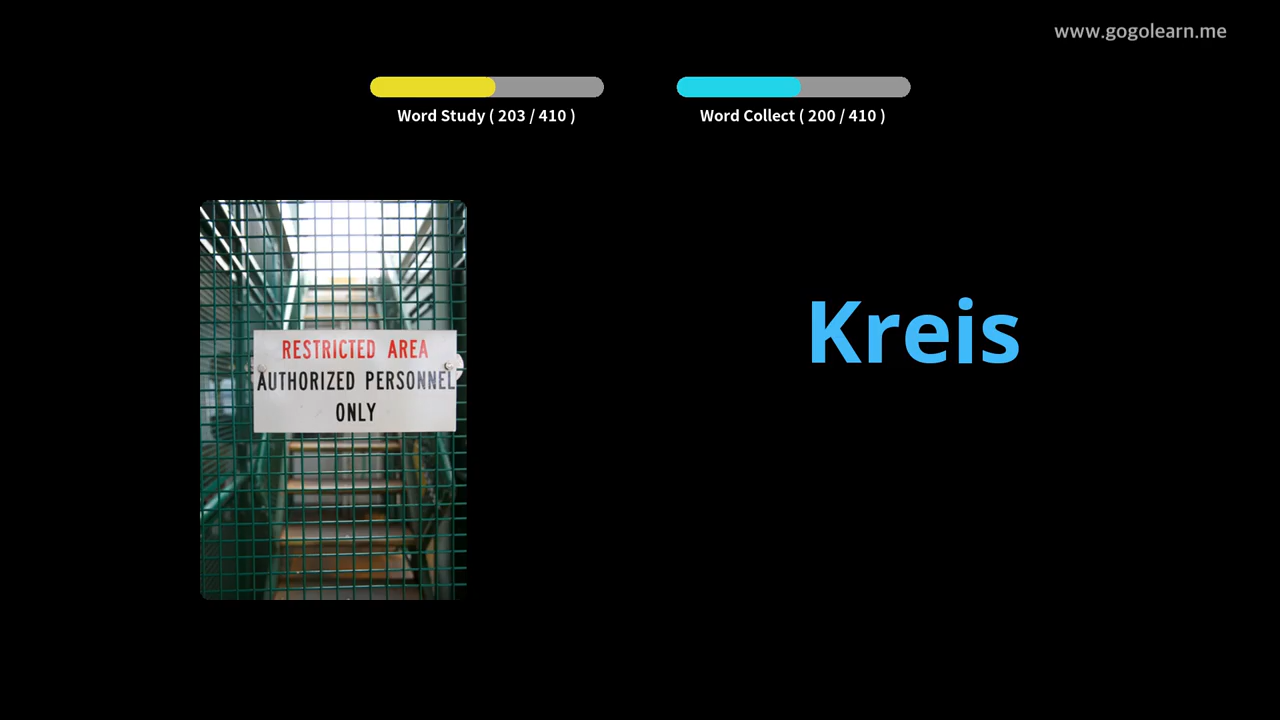 www.gogolearn.me
Word Study ( 203 / 410 )
Word Collect ( 200 / 410 )
RESTRICTED AREA
AUTHORIZED PERSONNEL
ONLY
Kreis